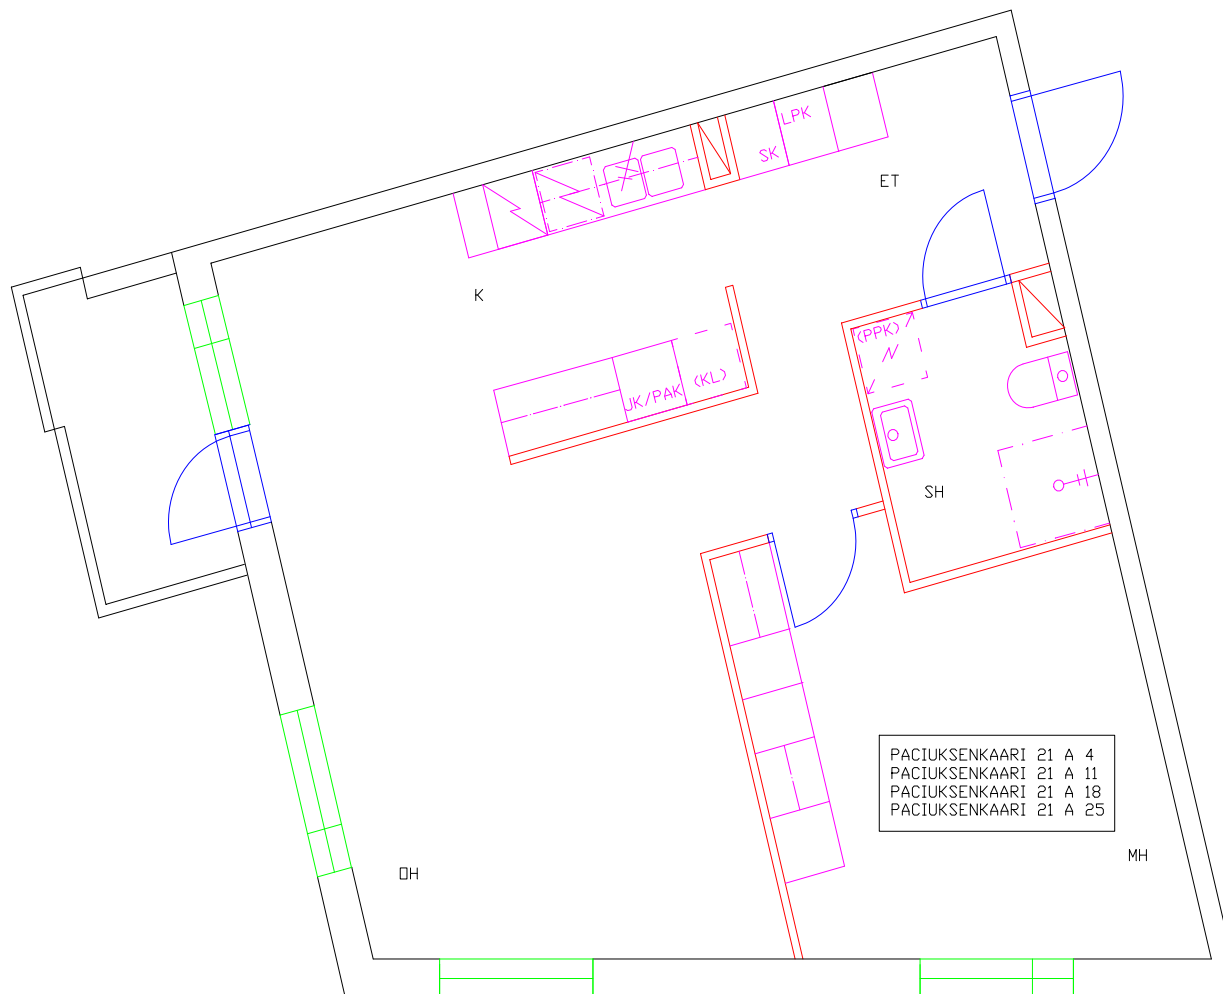 LPK
SK
ET
K
(PPK)
JK/PAK
(KL)
SH
PACIUKSENKAARI 21 A 4
PACIUKSENKAARI 21 A 11
PACIUKSENKAARI 21 A 18
PACIUKSENKAARI 21 A 25
MH
OH